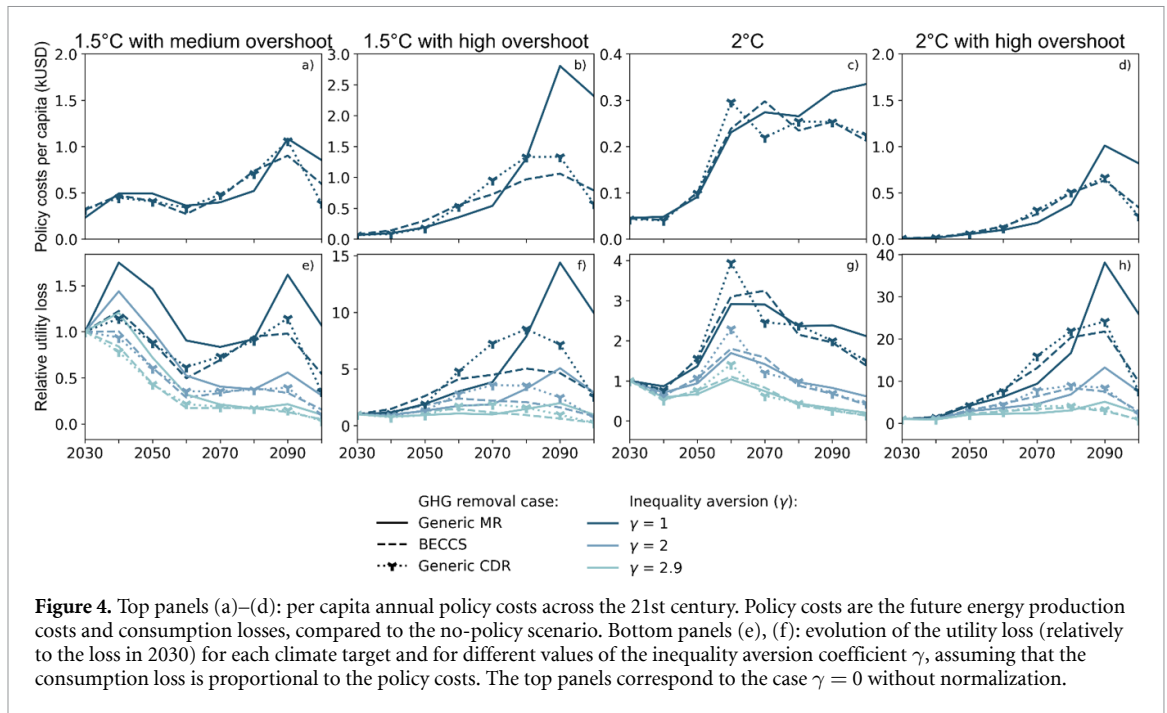 1.5°C with medium overshoot 1.5°C with high overshoot 2°C 2°C with high overshoot
Policy costs per capita (kUSD)
2.0
1.5
1.0
0.5
0.0
a)
3.0
2.5
2.0
1.5
1.0
0.5
0.0
b)
0.4
0.3
0.2
0.1
0.0
c)
2.0
1.5
1.0
0.5
0.0
d)
Relative utility loss
1.5
1.0
0.5
0.0
e)
15
10
5
0
f)
4
3
2
1
0
g)
40
30
20
10
0
h)
2030 2050 2070 2090 2030 2050 2070 2090 2030 2050 2070 2090 2030 2050 2070 2090
GHG removal case:
Generic MR
BECCS
Generic CDR
Inequality aversion (γ):
γ = 1
γ = 2
γ = 2.9
Figure 4. Top panels (a)–(d): per capita annual policy costs across the 21st century. Policy costs are the future energy production
costs and consumption losses, compared to the no-policy scenario. Bottom panels (e), (f): evolution of the utility loss (relatively
to the loss in 2030) for each climate target and for different values of the inequality aversion coefficient γ, assuming that the
consumption loss is proportional to the policy costs. The top panels correspond to the case γ = 0 without normalization.